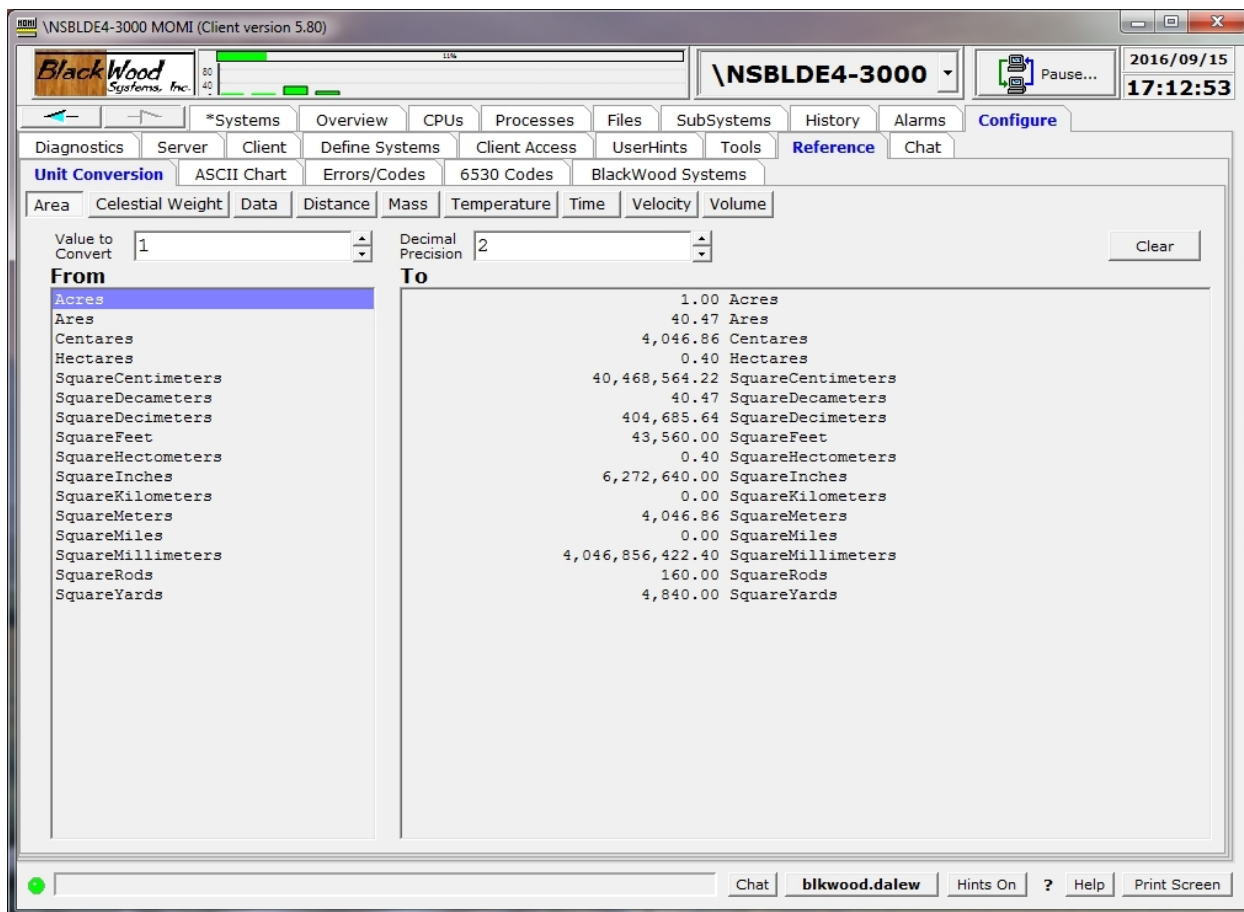 \NSBLDE4-3000 MOMI (Client version 5.80)
BlackWood
Systems, Inc.
80
40
11%
\NSBLDE4-3000
Pause...
2016/09/15
17:12:53
*Systems Overview CPUs Processes Files SubSystems History Alarms Configure
Diagnostics Server Client Define Systems Client Access UserHints Tools Reference Chat
Unit Conversion ASCII Chart Errors/Codes 6530 Codes BlackWood Systems
Area Celestial Weight Data Distance Mass Temperature Time Velocity Volume
Value to Convert 1 Decimal Precision 2 Clear
From To
Acres 1.00 Acres
Ares 40.47 Ares
Centares 4,046.86 Centares
Hectares 0.40 Hectares
SquareCentimeters 40,468,564.22 SquareCentimeters
SquareDecameters 40.47 SquareDecameters
SquareDecimeters 404,685.64 SquareDecimeters
SquareFeet 43,560.00 SquareFeet
SquareHectometers 0.40 SquareHectometers
SquareInches 6,272,640.00 SquareInches
SquareKilometers 0.00 SquareKilometers
SquareMeters 4,046.86 SquareMeters
SquareMiles 0.00 SquareMiles
SquareMillimeters 4,046,856,422.40 SquareMillimeters
SquareRods 160.00 SquareRods
SquareYards 4,840.00 SquareYards
Chat blkwood.dalew Hints On ? Help Print Screen